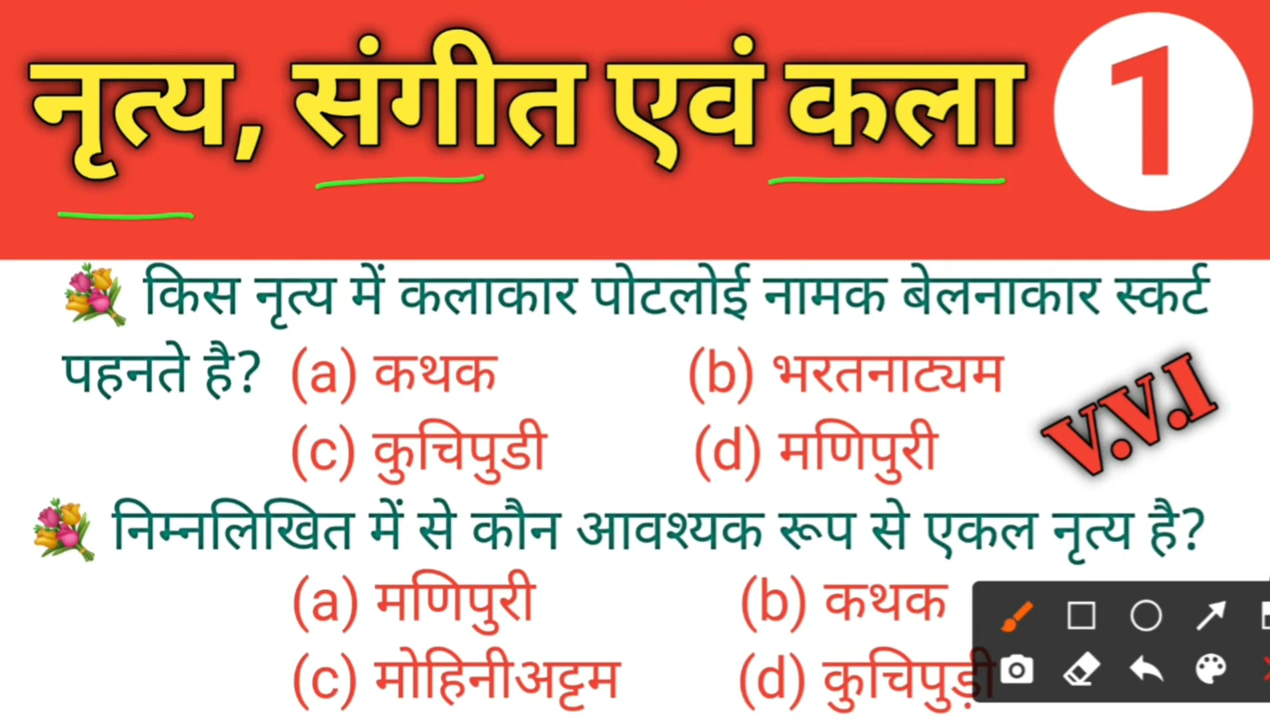 नृत्य, संगीत एवं कला 1
किस नृत्य में कलाकार पोटलोई नामक बेलनाकार स्कर्ट
पहनते है? (a) कथक (b) भरतनाट्यम
(c) कुचिपुडी (d) मणिपुरी
V.V.I
निम्नलिखित में से कौन आवश्यक रूप से एकल नृत्य है?
(a) मणिपुरी (b) कथक
(c) मोहिनीअट्टम (d) कुचिपुड़ी